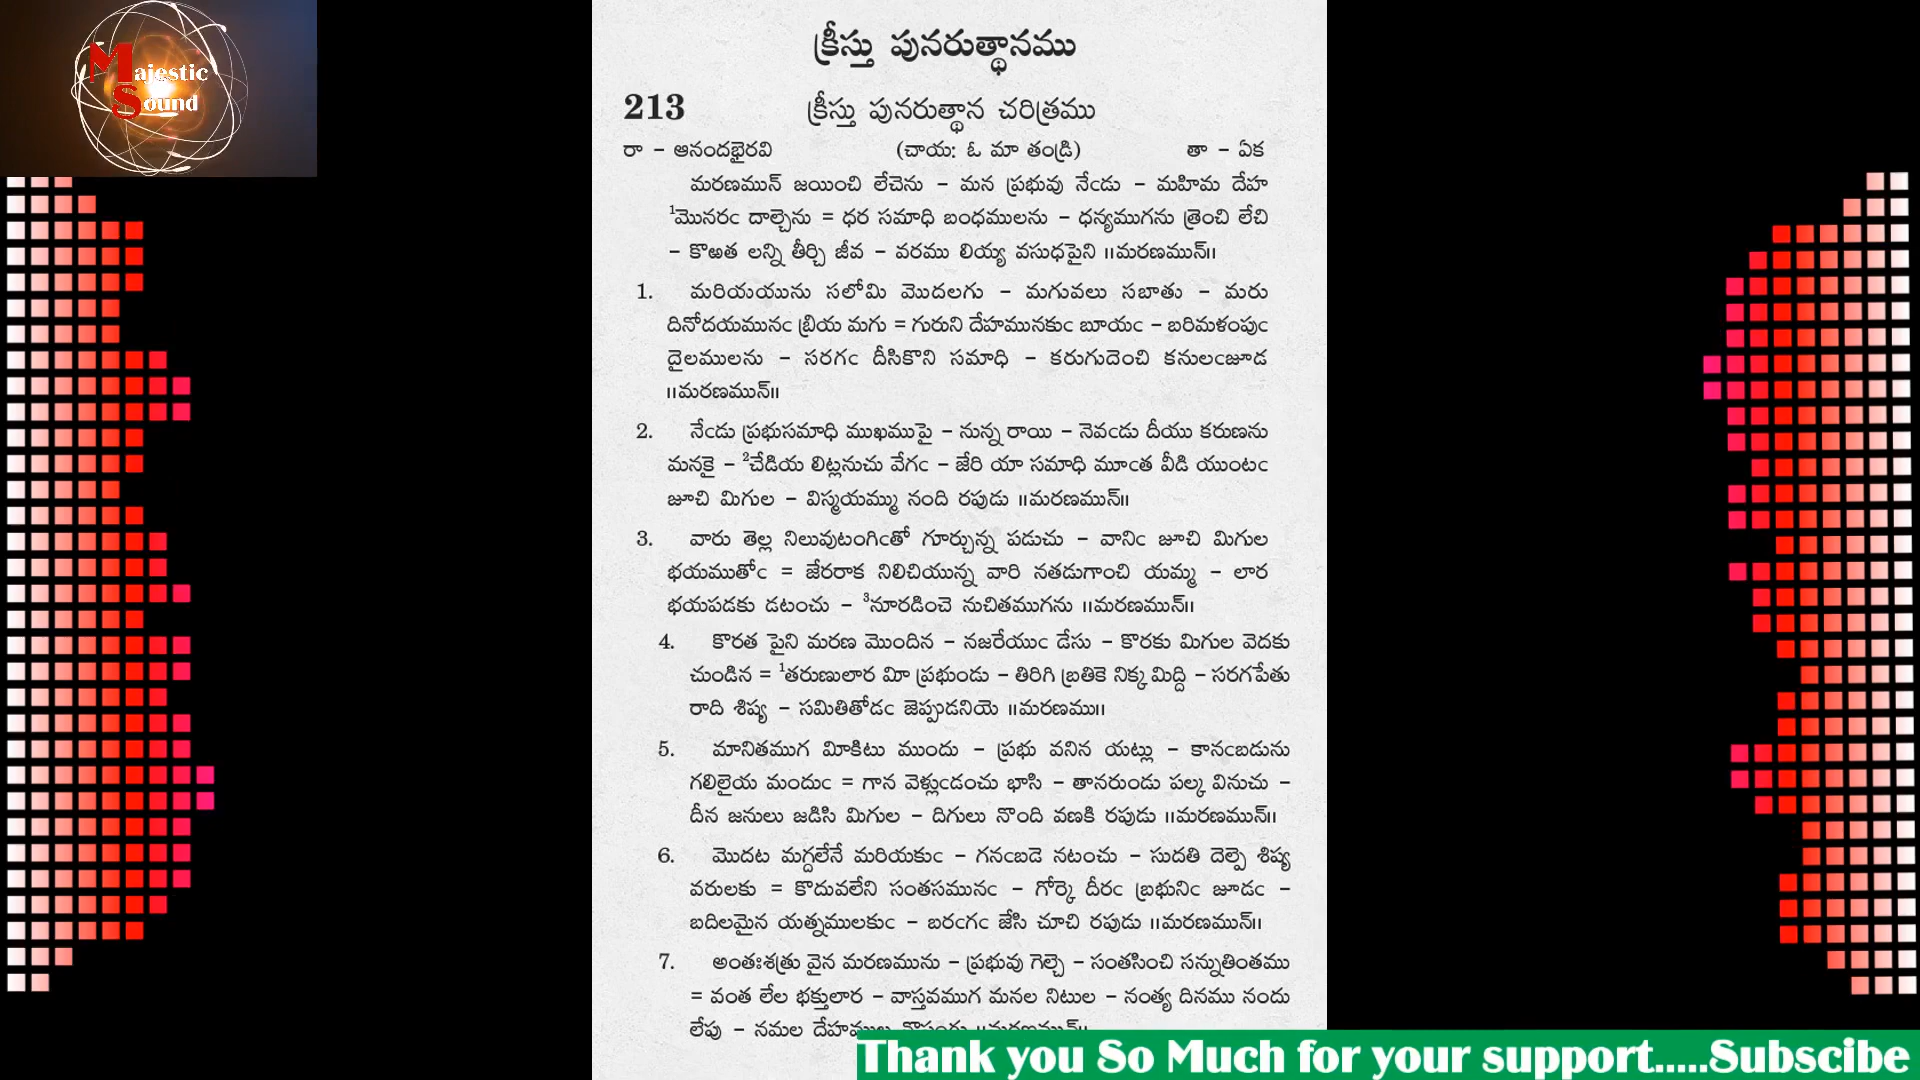 Majestic
Sound
క్రీస్తు పునరుత్థానము
213 క్రీస్తు పునరుత్థాన చరిత్రము
రా – ఆనందభైరవి (చాయ: ఓ మా తండ్రి) తా – ఏక
మరణమున్ జయించి లేచెను – మన ప్రభువు నేఁడు – మహిమ దేహ
¹మొనరఁ దాల్చెను = ధర సమాధి బంధములను – ధన్యముగను త్రెంచి లేచి
– కొఱత లన్ని తీర్చి జీవ – వరము లియ్య వసుధపైని ॥మరణమున్॥
1. మరియయును సలోమి మొదలగు – మగువలు సబాతు – మరు
దినోదయమునఁ బ్రియ మగు = గురుని దేహమునకుఁ బూయఁ – బరిమళంపుఁ
దైలములను – సరగఁ దీసికొని సమాధి – కరుగుదెంచి కనులఁజూడ
॥మరణమున్॥
2. నేఁడు ప్రభుసమాధి ముఖముపై – నున్న రాయి – నెవఁడు దీయు కరుణను
మనకై – ²చేడియ లిట్లనుచు వేగఁ – జేరి యా సమాధి మూఁత వీడి యుంటఁ
జూచి మిగుల – విస్మయమ్ము నంది రపుడు ॥మరణమున్॥
3. వారు తెల్ల నిలువుటంగిఁతో గూర్చున్న పడుచు – వానిఁ జూచి మిగుల
భయముతోఁ = జేరరాక నిలిచియున్న వారి నతడుగాంచి యమ్మ – లార
భయపడకు డటంచు – ³నూరడించె నుచితముగను ॥మరణమున్॥
4. కొరత పైని మరణ మొందిన – నజరేయుఁ డేసు – కొరకు మిగుల వెదకు
చుండిన = ¹తరుణులార మీ ప్రభుండు – తిరిగి బ్రతికె నిక్క మిద్ది – సరగపేతు
రాది శిష్య – సమితితోడఁ జెప్పుడనియె ॥మరణము॥
5. మానితముగ మీకిటు ముందు – ప్రభు వనిన యట్లు – కానఁబడును
గలిలైయ మందుఁ = గాన వెళ్లుఁడంచు భాసి – తానరుండు పల్క వినుచు –
దీన జనులు జడిసి మిగుల – దిగులు నొంది వణకి రపుడు ॥మరణమున్॥
6. మొదట మగ్దలేనే మరియకుఁ – గనఁబడె నటంచు – సుదతి దెల్పె శిష్య
వరులకు = కొదువలేని సంతసమునఁ – గోర్కె దీరఁ బ్రభునిఁ జూడఁ –
బదిలమైన యత్నములకుఁ – బరఁగఁ జేసి చూచి రపుడు ॥మరణమున్॥
7. అంతఃశత్రు వైన మరణమును – ప్రభువు గెల్చె – సంతసించి సన్నుతింతము
= వంత లేల భక్తులార – వాస్తవముగ మనల నిటుల – నంత్య దినము నందు
లేపు – నమల
Thank you So Much for your support.....Subscibe